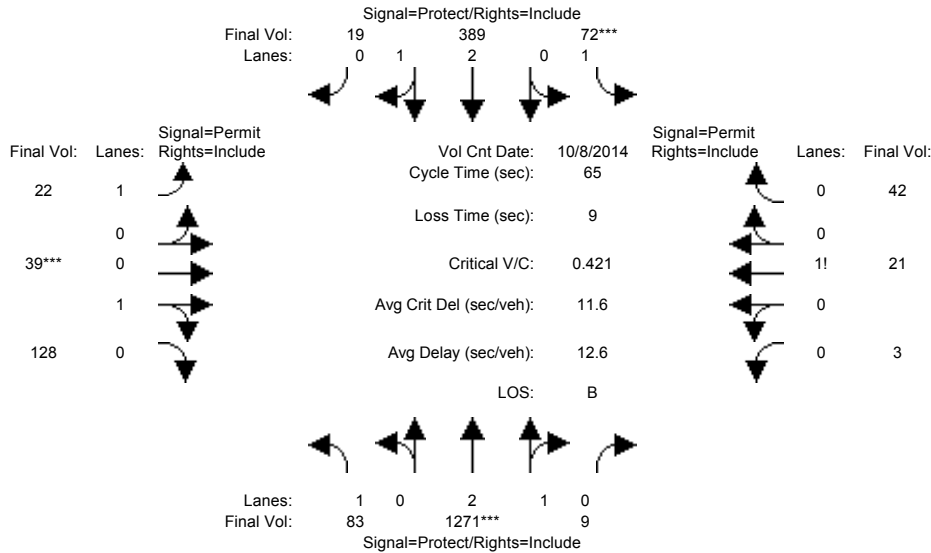 Signal=Protect/Rights=Include
Final Vol: 19 389 72***
Lanes: 0 1 2 0 1
Signal=Permit Signal=Permit
Final Vol: Lanes: Rights=Include Vol Cnt Date: 10/8/2014 Rights=Include Lanes: Final Vol:
Cycle Time (sec): 65
22 1 0 42
Loss Time (sec): 9
0 0
39*** 0 Critical V/C: 0.421 1! 21
1 Avg Crit Del (sec/veh): 11.6 0
128 0 Avg Delay (sec/veh): 12.6 0 3
LOS: B
Lanes: 1 0 2 1 0
Final Vol: 83 1271*** 9
Signal=Protect/Rights=Include